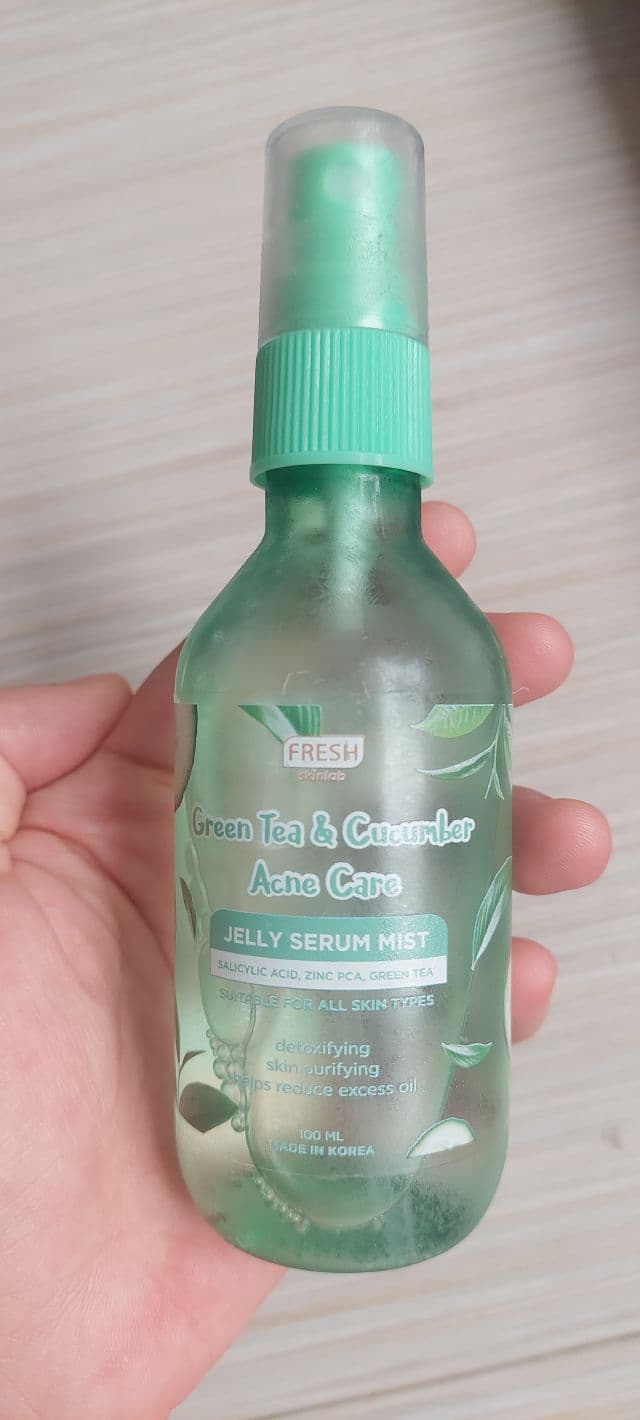 FRESH
skinlab
Green Tea & Cucumber
Acne Care
JELLY SERUM MIST
SALICYLIC ACID, ZINC PCA, GREEN TEA
SUITABLE FOR ALL SKIN TYPES
detoxifying
skin purifying
helps reduce excess oil
100 ML
MADE IN KOREA